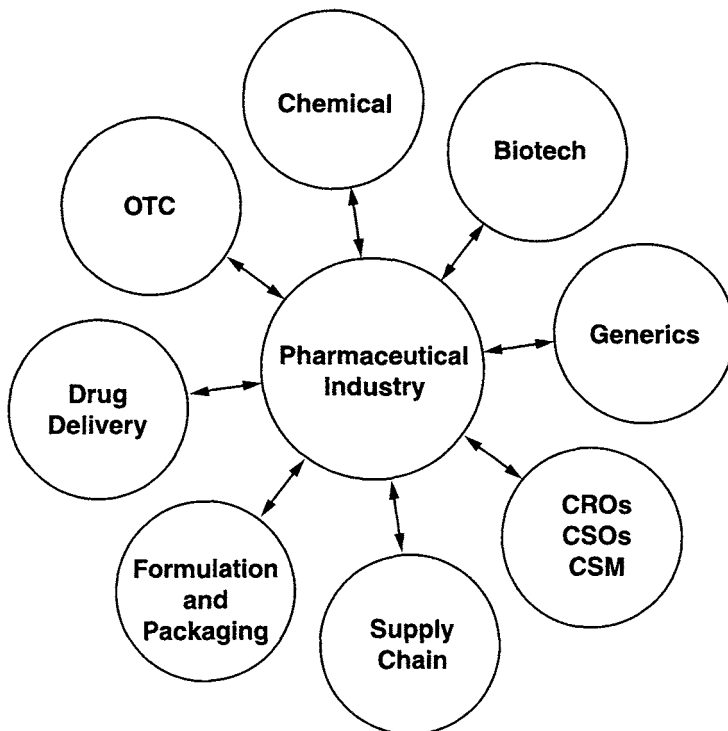 Chemical
Biotech
OTC
Generics
Pharmaceutical
Industry
Drug
Delivery
CROs
CSOs
CSM
Formulation
and
Packaging
Supply
Chain